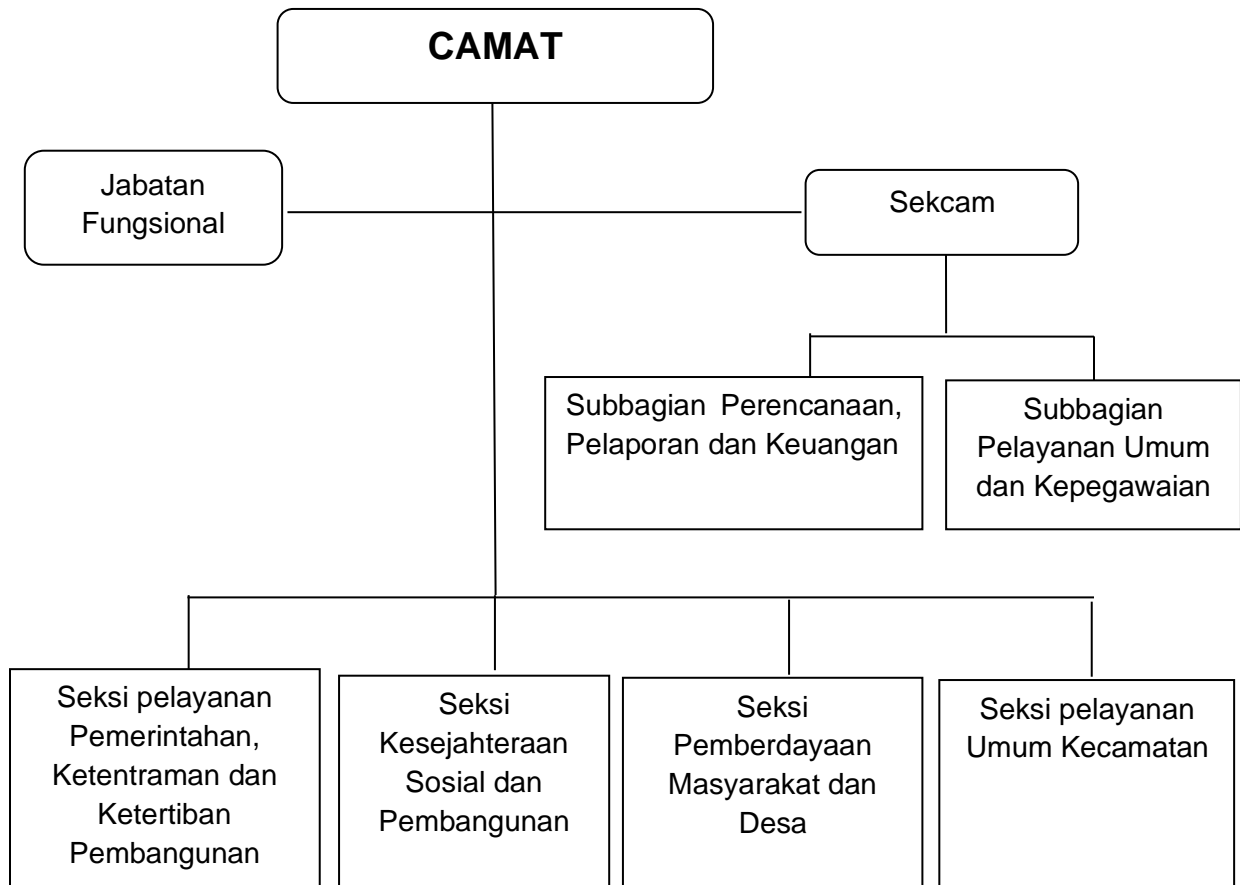 CAMAT
Jabatan
Fungsional
Sekcam
Subbagian Perencanaan,
Pelaporan dan Keuangan
Subbagian
Pelayanan Umum
dan Kepegawaian
Seksi pelayanan
Pemerintahan,
Ketentraman dan
Ketertiban
Pembangunan
Seksi
Kesejahteraan
Sosial dan
Pembangunan
Seksi
Pemberdayaan
Masyarakat dan
Desa
Seksi pelayanan
Umum Kecamatan